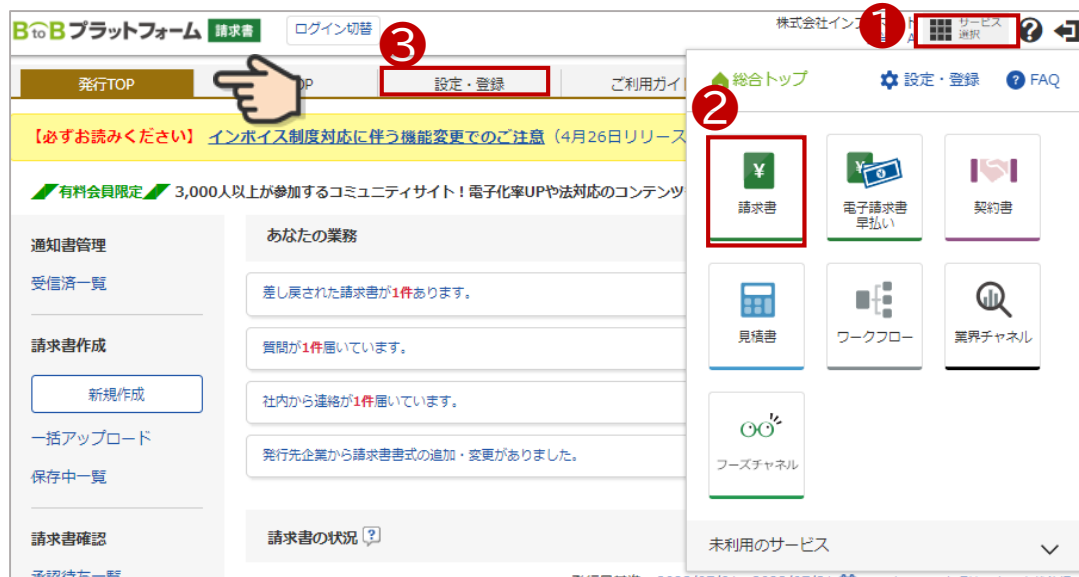 BtoBプラットフォーム 請求書
ログイン切替
3
1
サービス
選択
発行TOP
設定・登録
ご利用ガイ
総合トップ
設定・登録
FAQ
2
【必ずお読みください】 インボイス制度対応に伴う機能変更でのご注意（4月26日リリース
有料会員限定 3,000人以上が参加するコミュニティサイト！電子化率UPや法対応のコンテンツ
請求書
電子請求書
早払い
契約書
見積書
ワークフロー
業界チャネル
フーズチャネル
未利用のサービス
通知書管理
受信済一覧
請求書作成
新規作成
一括アップロード
保存中一覧
請求書確認
あなたの業務
差し戻された請求書が1件あります。
質問が1件届いています。
社内から連絡が1件届いています。
発行先企業から請求書書式の追加・変更がありました。
請求書の状況